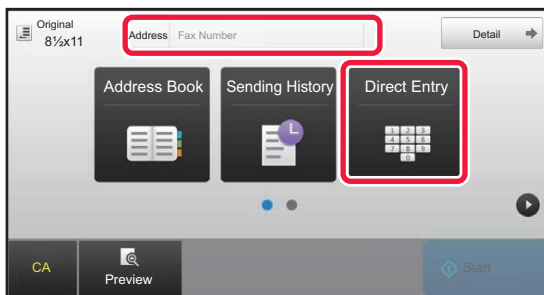 Original
8½x11
Address Fax Number
Detail
Address Book
Sending History
Direct Entry
1 2 3
4 5 6
7 8 9
0
CA
Preview
Start